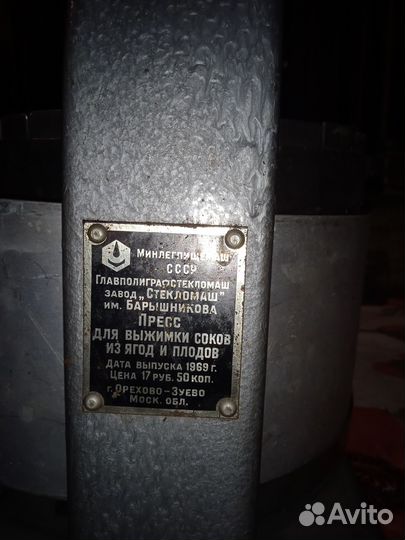 Минлегпищемаш
СССР
Главполиграфстекломаш
завод „Стекломаш"
им. Барышникова
Пресс
для выжимки соков
из ягод и плодов
Дата выпуска 1969 г.
Цена 17 руб. 50 коп.
г. Орехово-Зуево
Моск. обл.
Avito